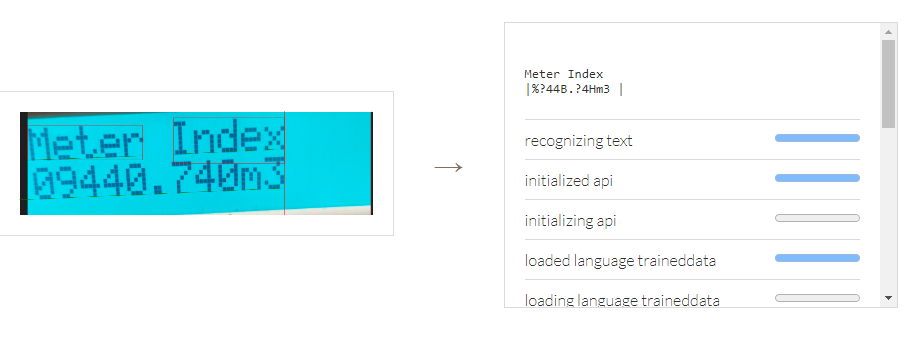 Meter Index
09440.740m3
→
Meter Index
|%?44B.?4Hm3 |
recognizing text
initialized api
initializing api
loaded language traineddata
loading language traineddata